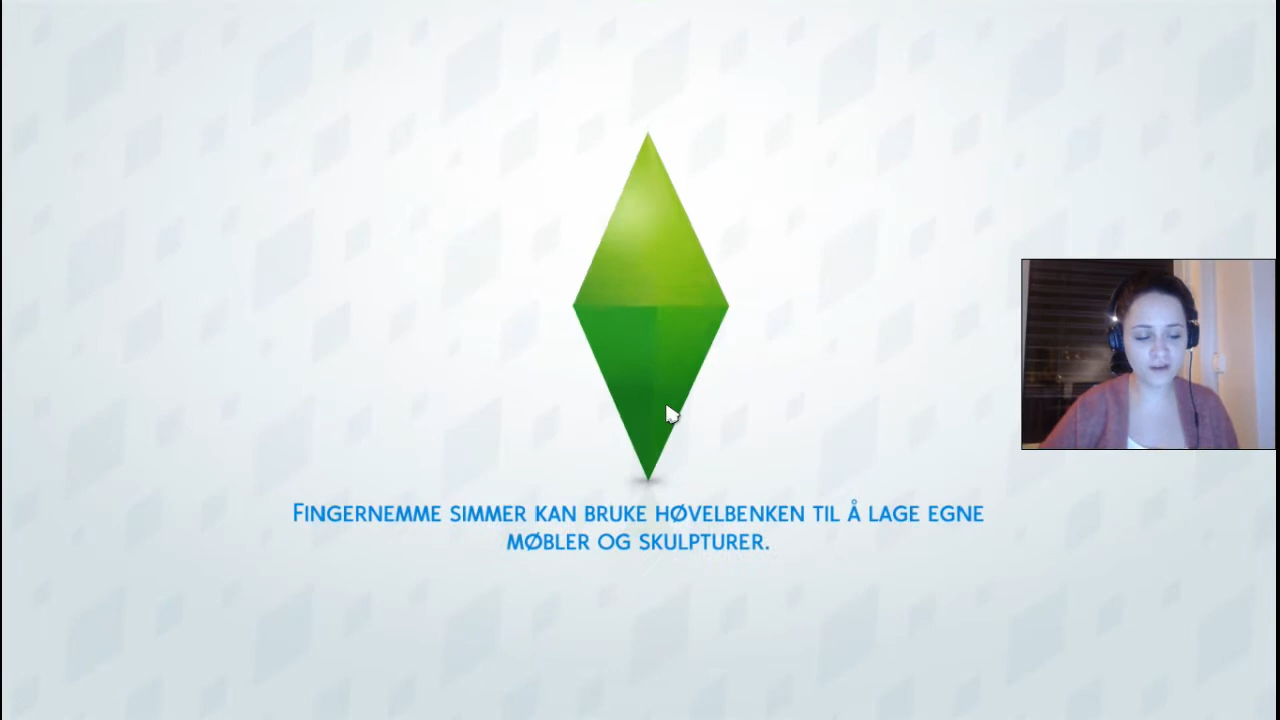 Fingernemme simmer kan bruke høvelbenken til å lage egne
møbler og skulpturer.